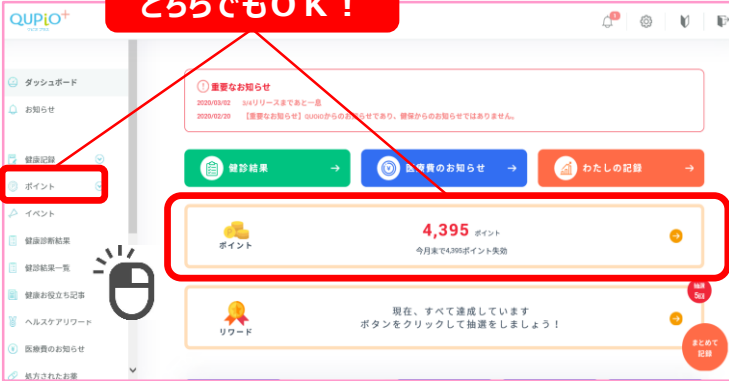 どちらでもOK！
QUPiO+
ダッシュボード
お知らせ
健康記録
ポイント
イベント
健康診断結果
健診結果一覧
健康お役立ち記事
ヘルスケアリワード
医療費のお知らせ
処方されたお薬
重要なお知らせ
2020/03/02 3/4リリースまであと一息
2020/02/20 【重要なお知らせ】QUPiOからのお知らせであり、健保からのお知らせではありません。
健診結果 →
医療費のお知らせ →
わたしの記録 →
ポイント
4,395 ポイント
今月末で4,395ポイント失効
リワード
現在、すべて達成しています
ボタンをクリックして抽選をしましょう！
抽選
5回
まとめて
記録